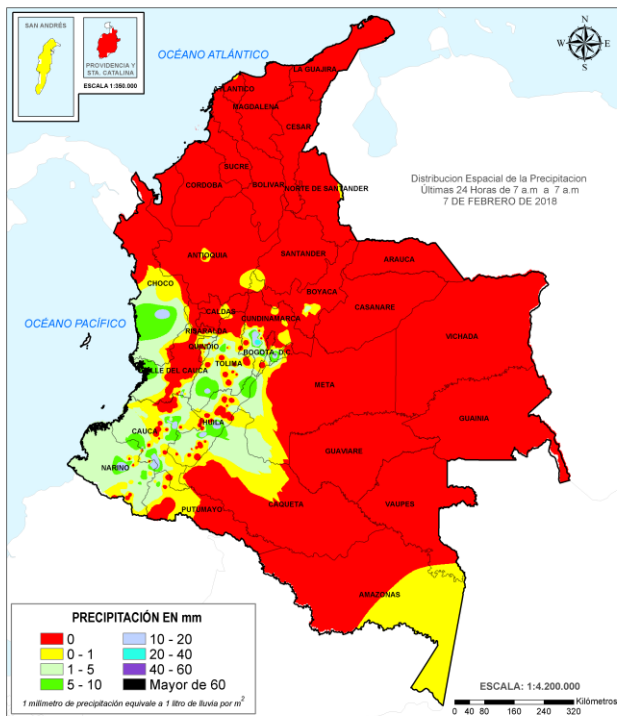 SAN ANDRÉS
PROVIDENCIA Y
STA. CATALINA
ESCALA 1:350.000
N
W
E
S
OCÉANO ATLÁNTICO
LA GUAJIRA
ATLANTICO
MAGDALENA
CESAR
SUCRE
CORDOBA
BOLIVAR
NORTE DE SANTANDER
Distribucion Espacial de la Precipitacion
Últimas 24 Horas de 7 a.m a 7 a.m
7 DE FEBRERO DE 2018
ANTIOQUIA
SANTANDER
ARAUCA
CHOCO
BOYACA
CASANARE
OCÉANO PACÍFICO
CALDAS
CUNDINAMARCA
RISARALDA
VICHADA
QUINDIO
BOGOTA, D.C.
TOLIMA
VALLE DEL CAUCA
META
GUAINIA
HUILA
CAUCA
GUAVIARE
NARIÑO
CAQUETA
VAUPES
PUTUMAYO
AMAZONAS
PRECIPITACIÓN EN mm
0
10 - 20
0 - 1
20 - 40
1 - 5
40 - 60
5 - 10
Mayor de 60
1 milimetro de precipitación equivale a 1 litro de lluvia por m2
ESCALA: 1:4.200.000
Kilómetros
0 40 80 160 240 320